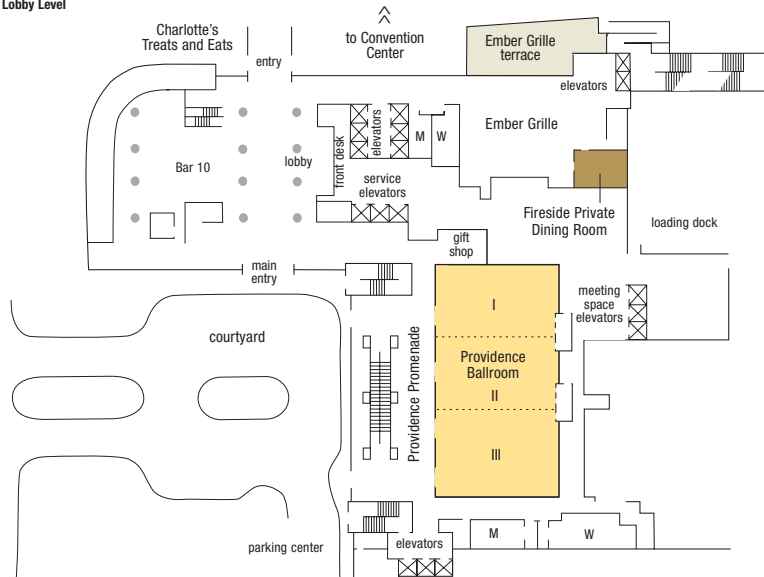 Lobby Level
Charlotte's
Treats and Eats
entry
to Convention
Center
Ember Grille
terrace
elevators
Ember Grille
M
W
elevators
front desk
lobby
Bar 10
service
elevators
Fireside Private
Dining Room
loading dock
gift
shop
main
entry
meeting
space
elevators
I
courtyard
Providence Promenade
Providence
Ballroom
II
III
parking center
elevators
M
W